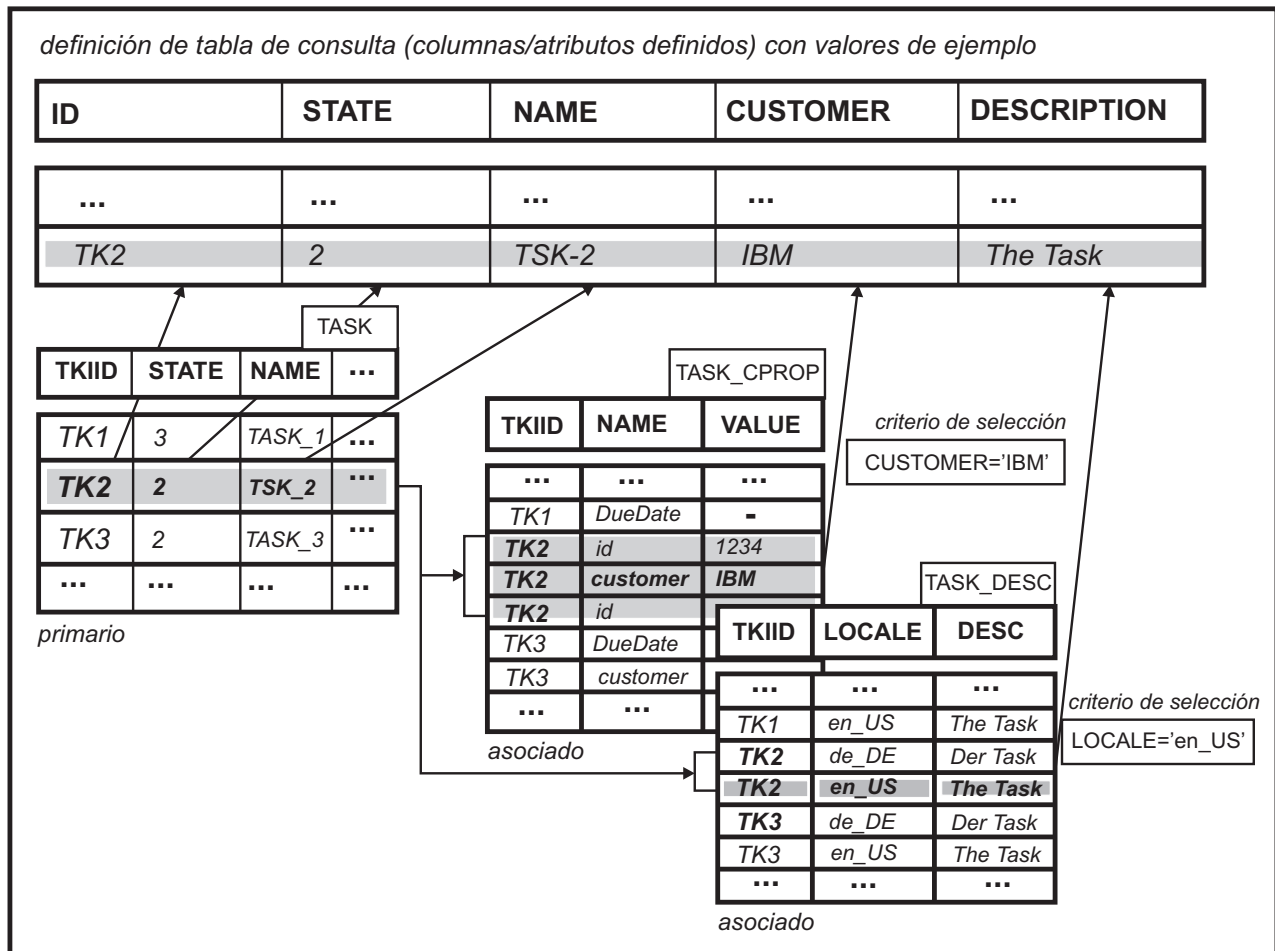 definición de tabla de consulta (columnas/atributos definidos) con valores de ejemplo
ID STATE NAME CUSTOMER DESCRIPTION
... ... ... ... ...
TK2 2 TSK-2 IBM The Task
TASK
TKIID STATE NAME ...
TK1 3 TASK_1 ...
TK2 2 TSK_2 ...
TK3 2 TASK_3 ...
... ... ... ...
primario
TASK_CPROP
TKIID NAME VALUE
... ... ...
TK1 DueDate -
TK2 id 1234
TK2 customer IBM
TK2 id
TK3 DueDate
TK3 customer
... ...
asociado
criterio de selección
CUSTOMER='IBM'
TASK_DESC
TKIID LOCALE DESC
... ... ...
TK1 en_US The Task
TK2 de_DE Der Task
TK2 en_US The Task
TK3 de_DE Der Task
TK3 en_US The Task
... ... ...
asociado
criterio de selección
LOCALE='en_US'